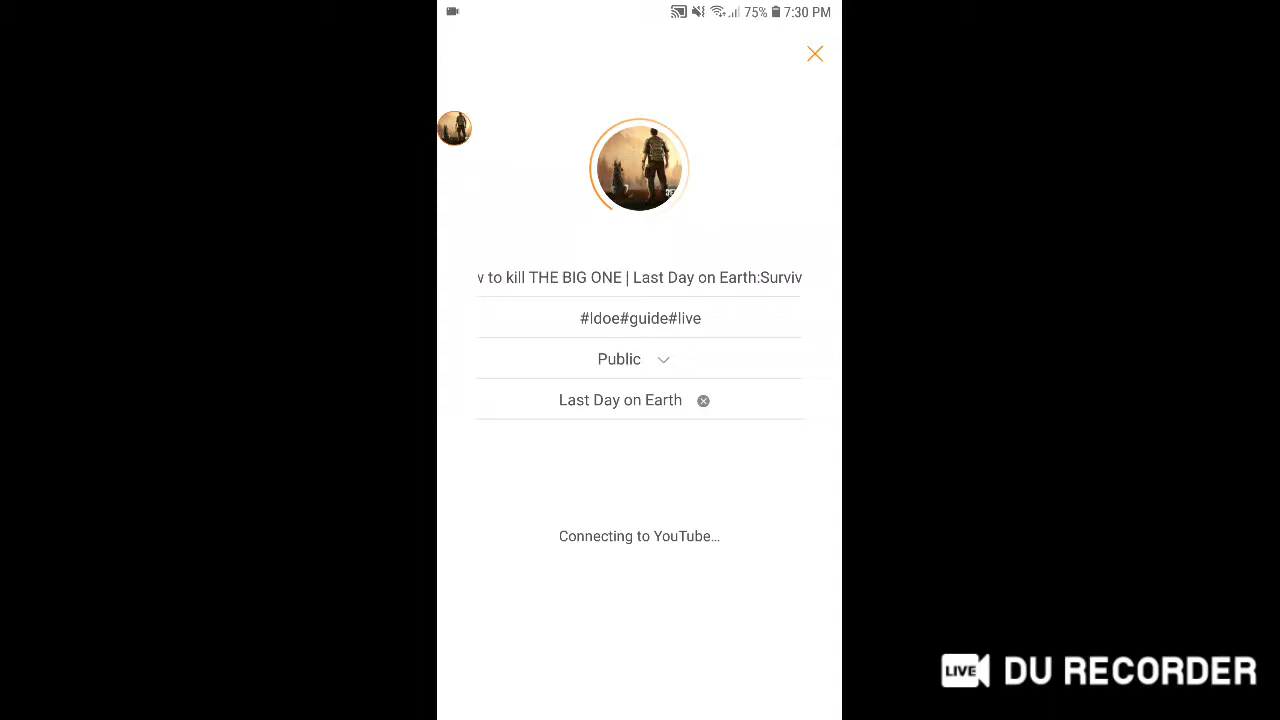 75% 7:30 PM
w to kill THE BIG ONE | Last Day on Earth:Surviv
#ldoe#guide#live
Public
Last Day on Earth
Connecting to YouTube...
LIVE DU RECORDER